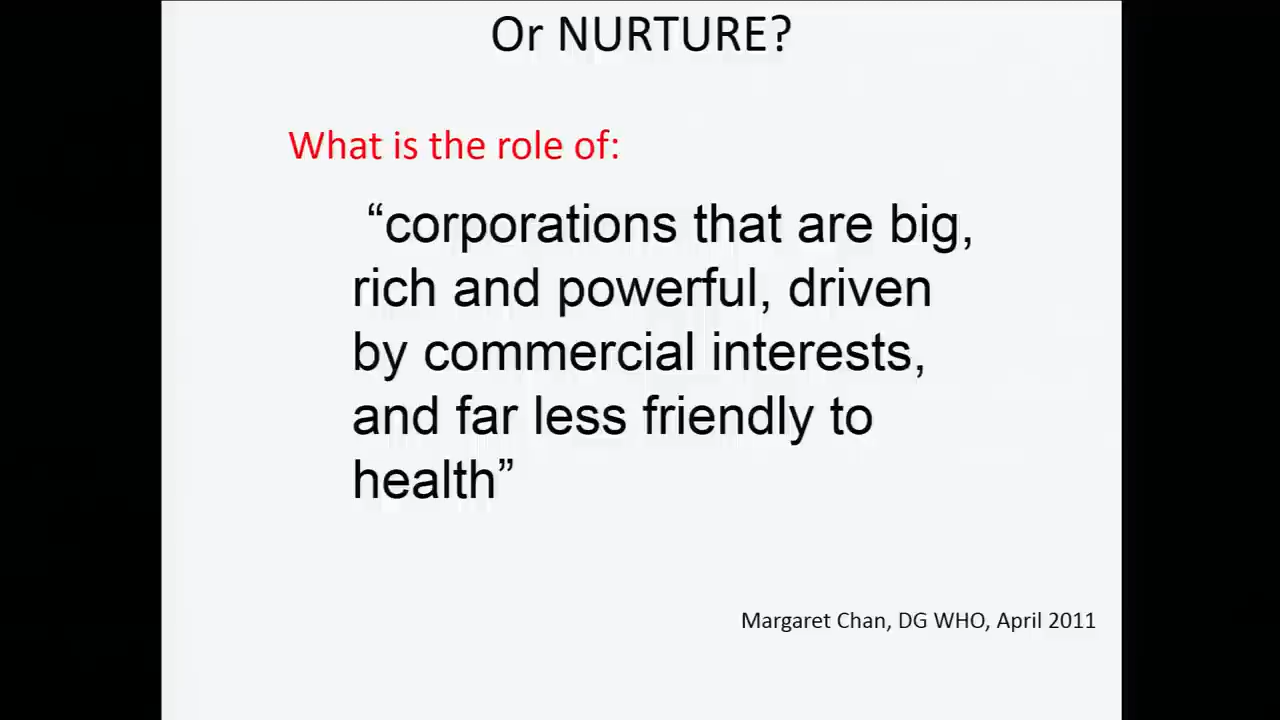 Or NURTURE?
What is the role of:
“corporations that are big,
rich and powerful, driven
by commercial interests,
and far less friendly to
health”
Margaret Chan, DG WHO, April 2011